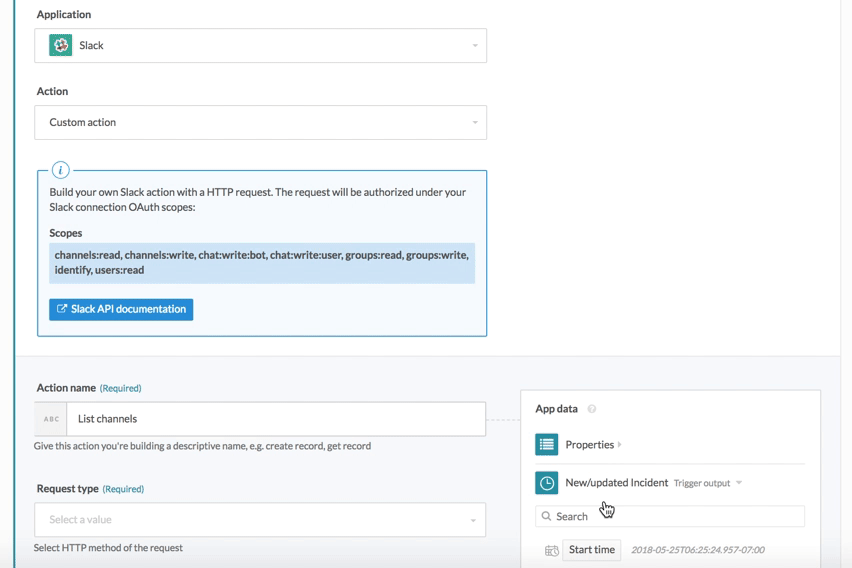 Application
Slack
Action
Custom action
i
Build your own Slack action with a HTTP request. The request will be authorized under your
Slack connection OAuth scopes:
Scopes
channels:read, channels:write, chat:write:bot, chat:write:user, groups:read, groups:write,
identify, users:read
Slack API documentation
Action name (Required)
ABC List channels
Give this action you're building a descriptive name, e.g. create record, get record
Request type (Required)
Select a value
Select HTTP method of the request
App data ?
Properties
New/updated Incident Trigger output
Search
Start time 2018-05-25T06:25:24.957-07:00